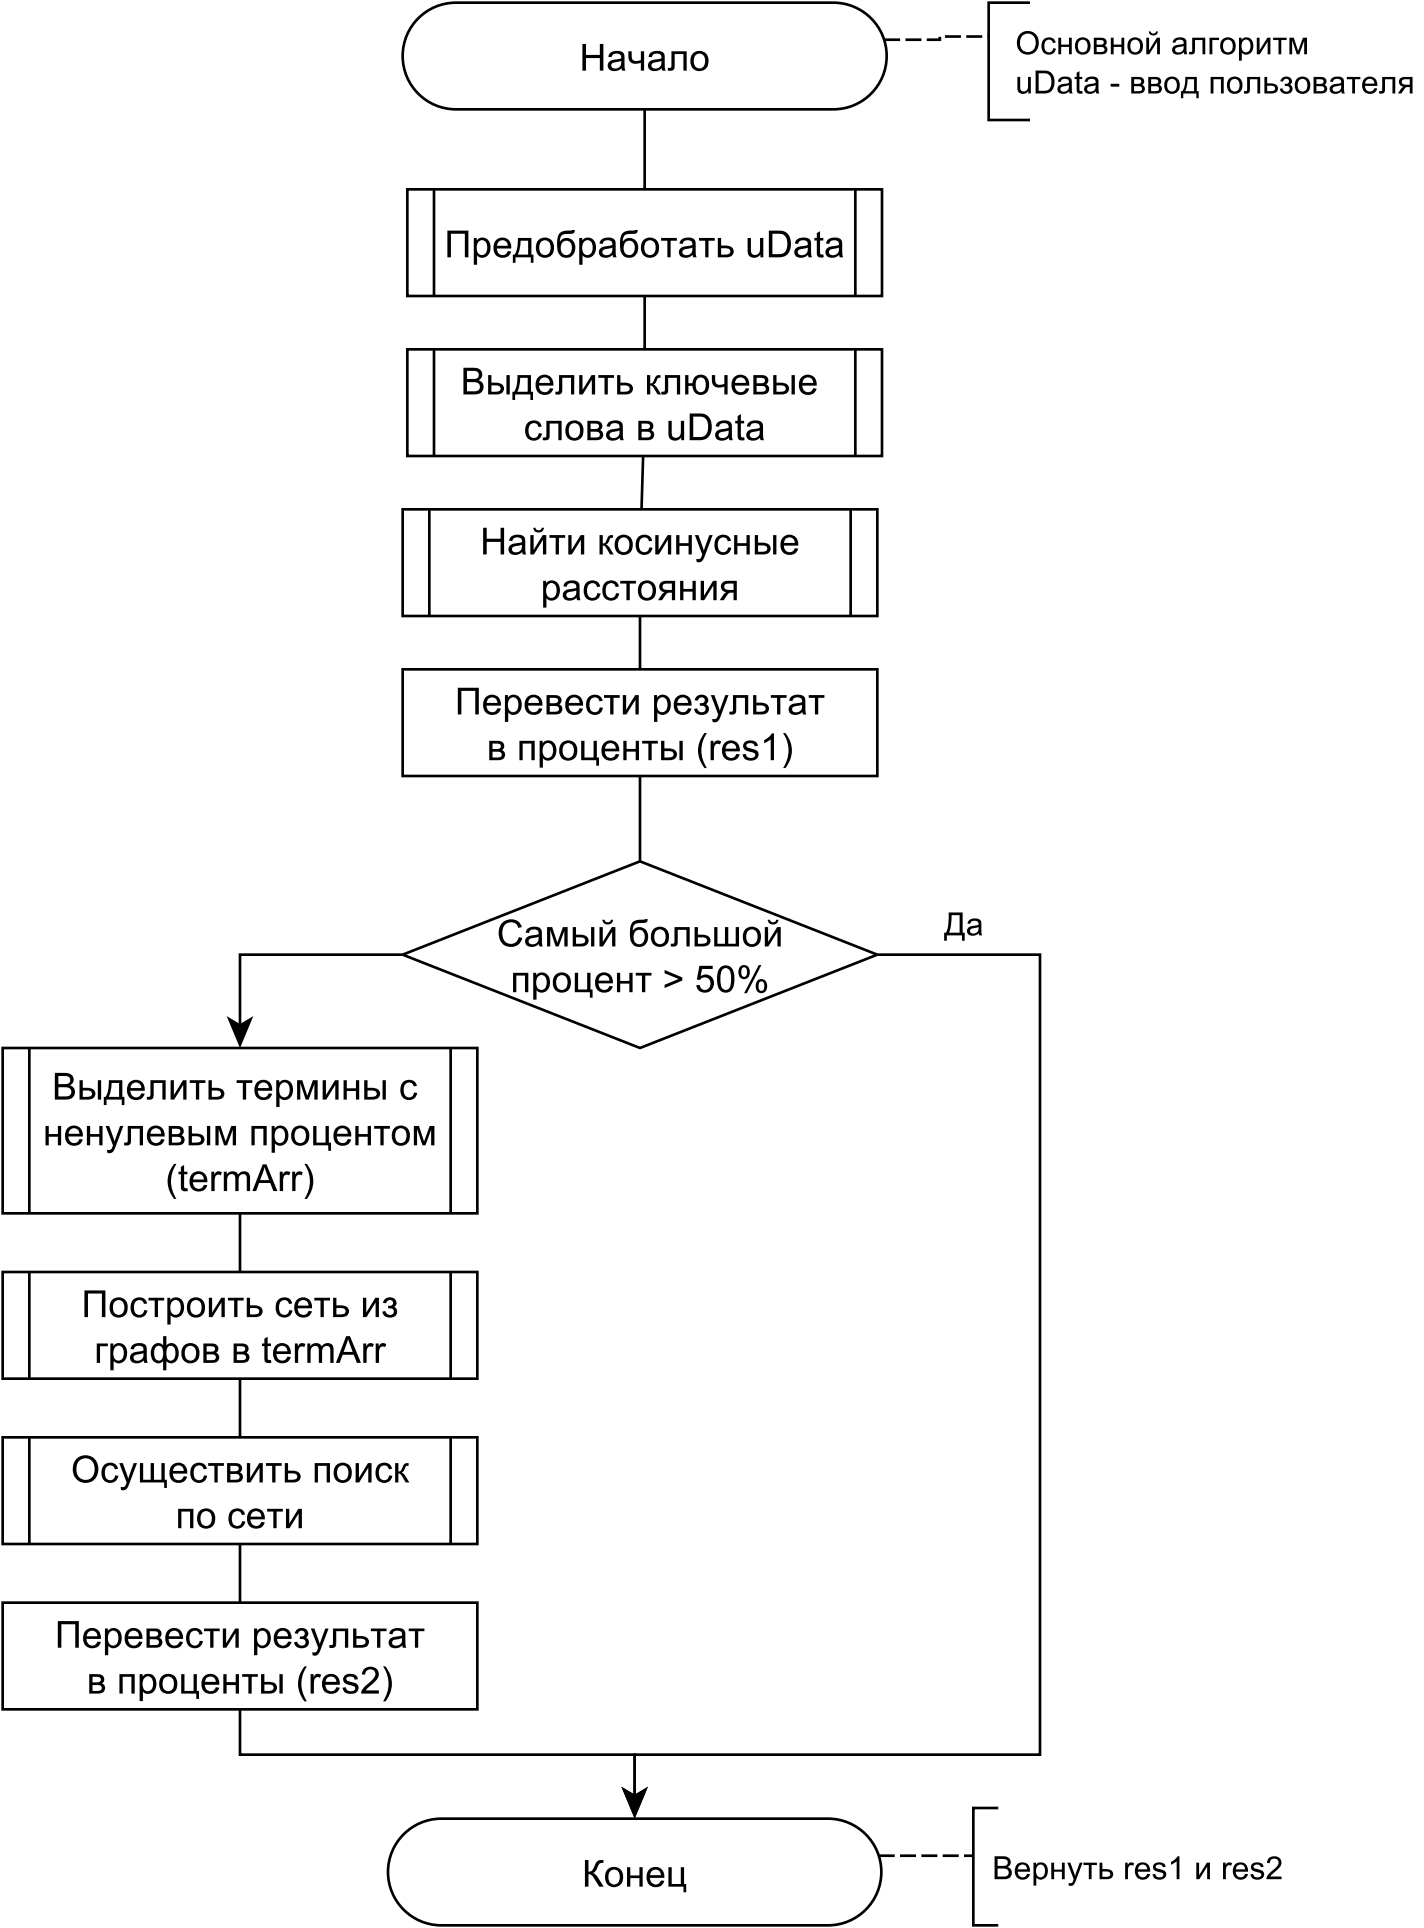 Начало
Основной алгоритм
uData - ввод пользователя
Предобработать uData
Выделить ключевые
слова в uData
Найти косинусные
расстояния
Перевести результат
в проценты (res1)
Самый большой
процент > 50%
Да
Выделить термины с
ненулевым процентом
(termArr)
Построить сеть из
графов в termArr
Осуществить поиск
по сети
Перевести результат
в проценты (res2)
Конец
Вернуть res1 и res2